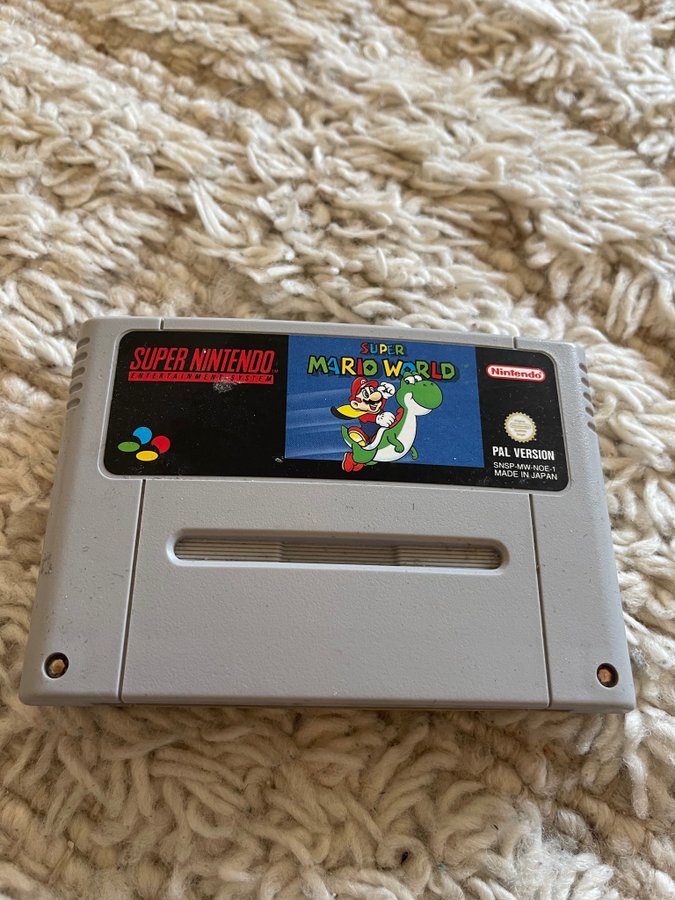 SUPER NINTENDO
ENTERTAINMENT SYSTEM
SUPER
MARIO WORLD
Nintendo
PAL VERSION
SNSP-MW-NOE-1
MADE IN JAPAN